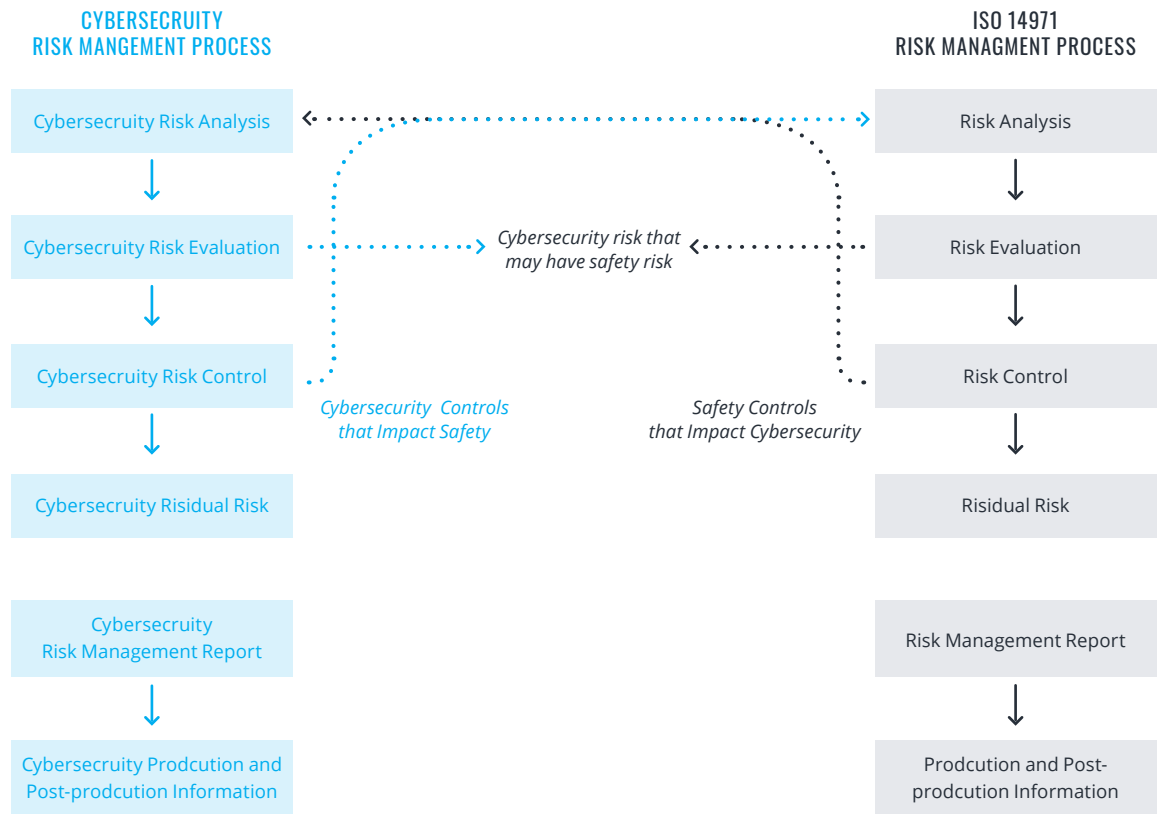 CYBERSECRUITY
RISK MANGEMENT PROCESS
ISO 14971
RISK MANAGMENT PROCESS
Cybersecruity Risk Analysis
Risk Analysis
Cybersecruity Risk Evaluation
Cybersecurity risk that
may have safety risk
Risk Evaluation
Cybersecruity Risk Control
Risk Control
Cybersecurity Controls
that Impact Safety
Safety Controls
that Impact Cybersecurity
Cybersecruity Risidual Risk
Risidual Risk
Cybersecruity
Risk Management Report
Risk Management Report
Cybersecruity Prodcution and
Post-prodcution Information
Prodcution and Post-
prodcution Information